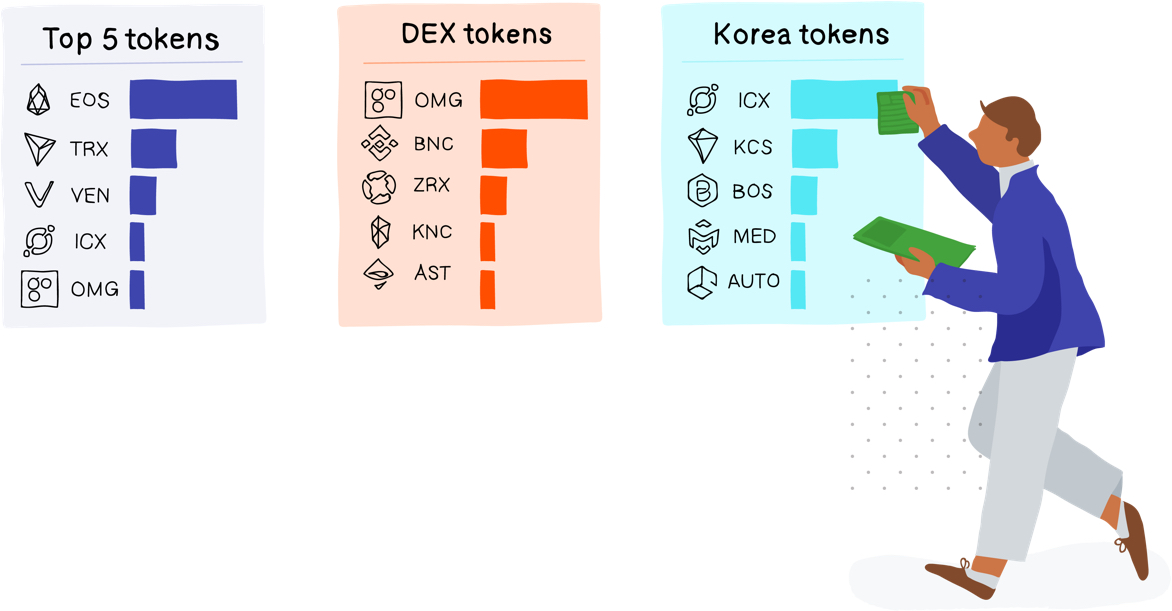 Top 5 tokens
EOS
TRX
VEN
ICX
OMG
DEX tokens
OMG
BNC
ZRX
KNC
AST
Korea tokens
ICX
KCS
BOS
MED
AUTO